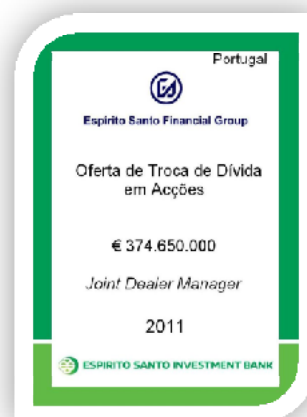 Portugal
Espírito Santo Financial Group
Oferta de Troca de Dívida
em Acções
€ 374.650.000
Joint Dealer Manager
2011
ESPIRITO SANTO INVESTMENT BANK